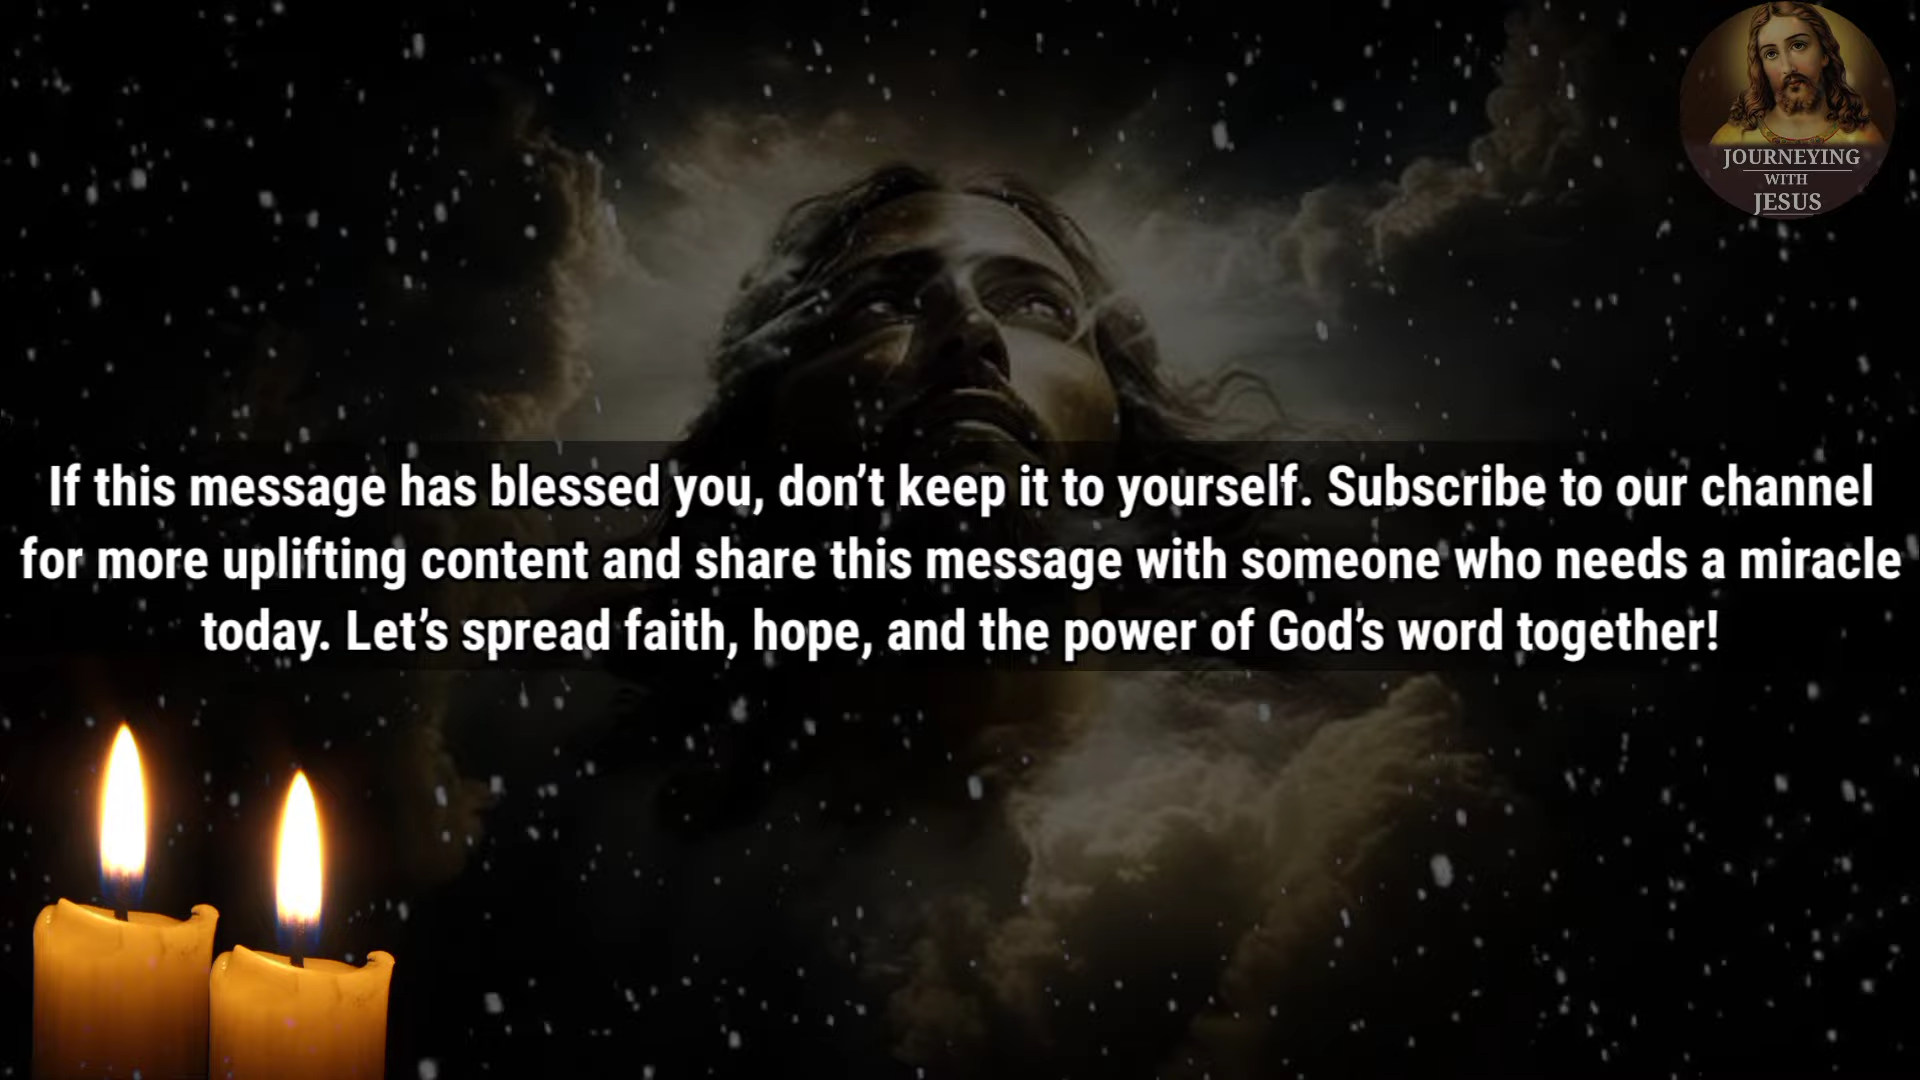 JOURNEYING
WITH
JESUS
If this message has blessed you, don’t keep it to yourself. Subscribe to our channel
for more uplifting content and share this message with someone who needs a miracle
today. Let’s spread faith, hope, and the power of God’s word together!